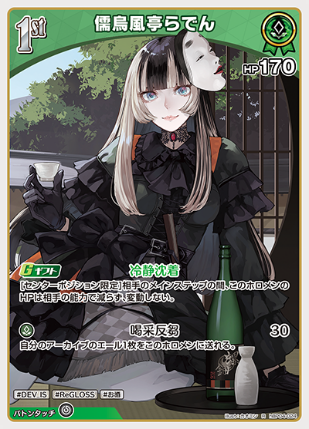 1st
儒烏風亭らでん
HP170
Gギフト 冷静沈着
[センターポジション限定]相手のメインステップの間、このホロメンの
HPは相手の能力で減らず、変動しない。
喝采反芻 30
自分のアーカイブのエール1枚をこのホロメンに送れる。
#DEV_IS #ReGLOSS #お酒
バトンタッチ